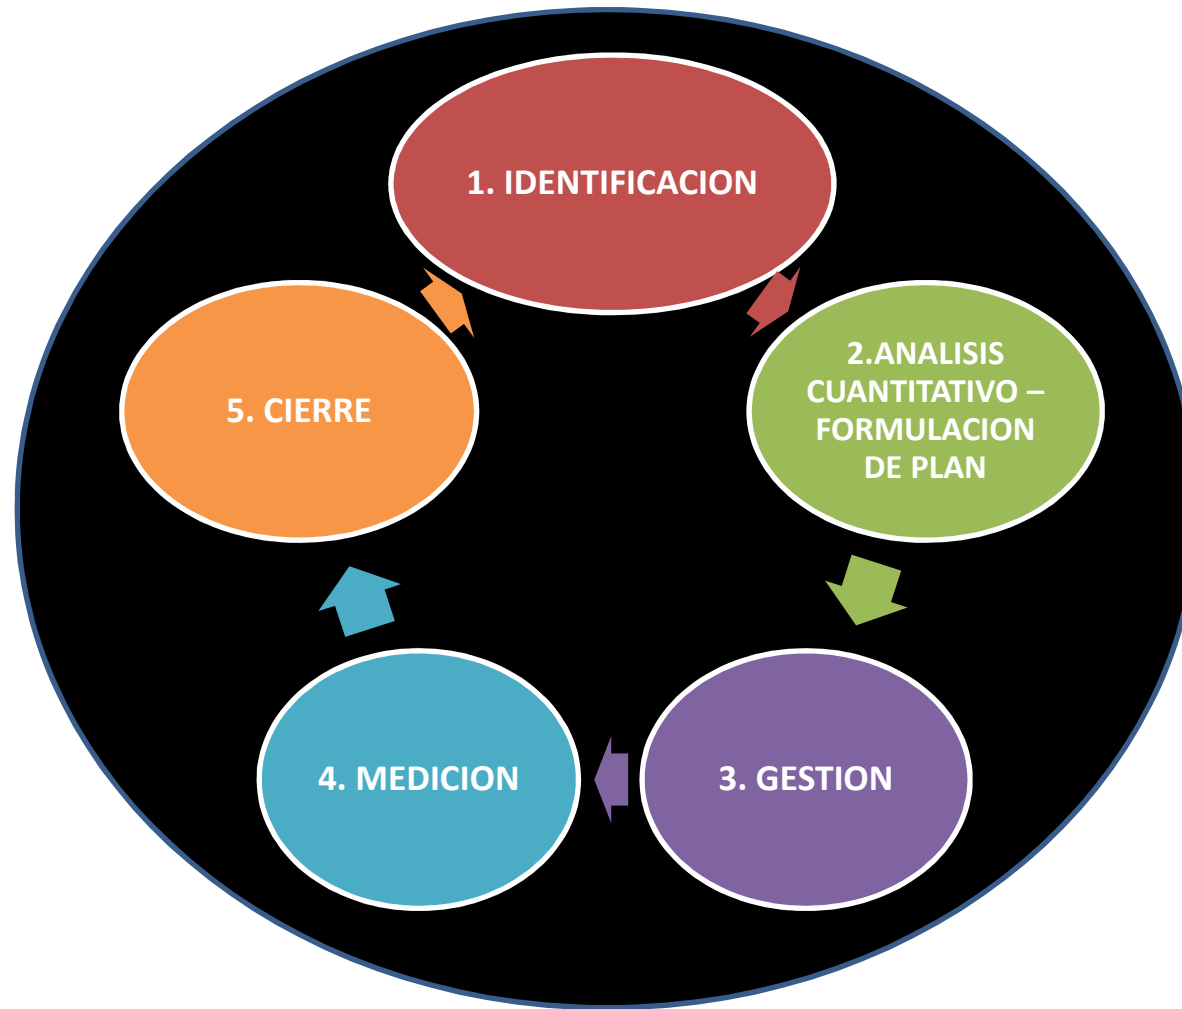 1. IDENTIFICACION
2.ANALISIS
CUANTITATIVO –
FORMULACION
DE PLAN
3. GESTION
4. MEDICION
5. CIERRE